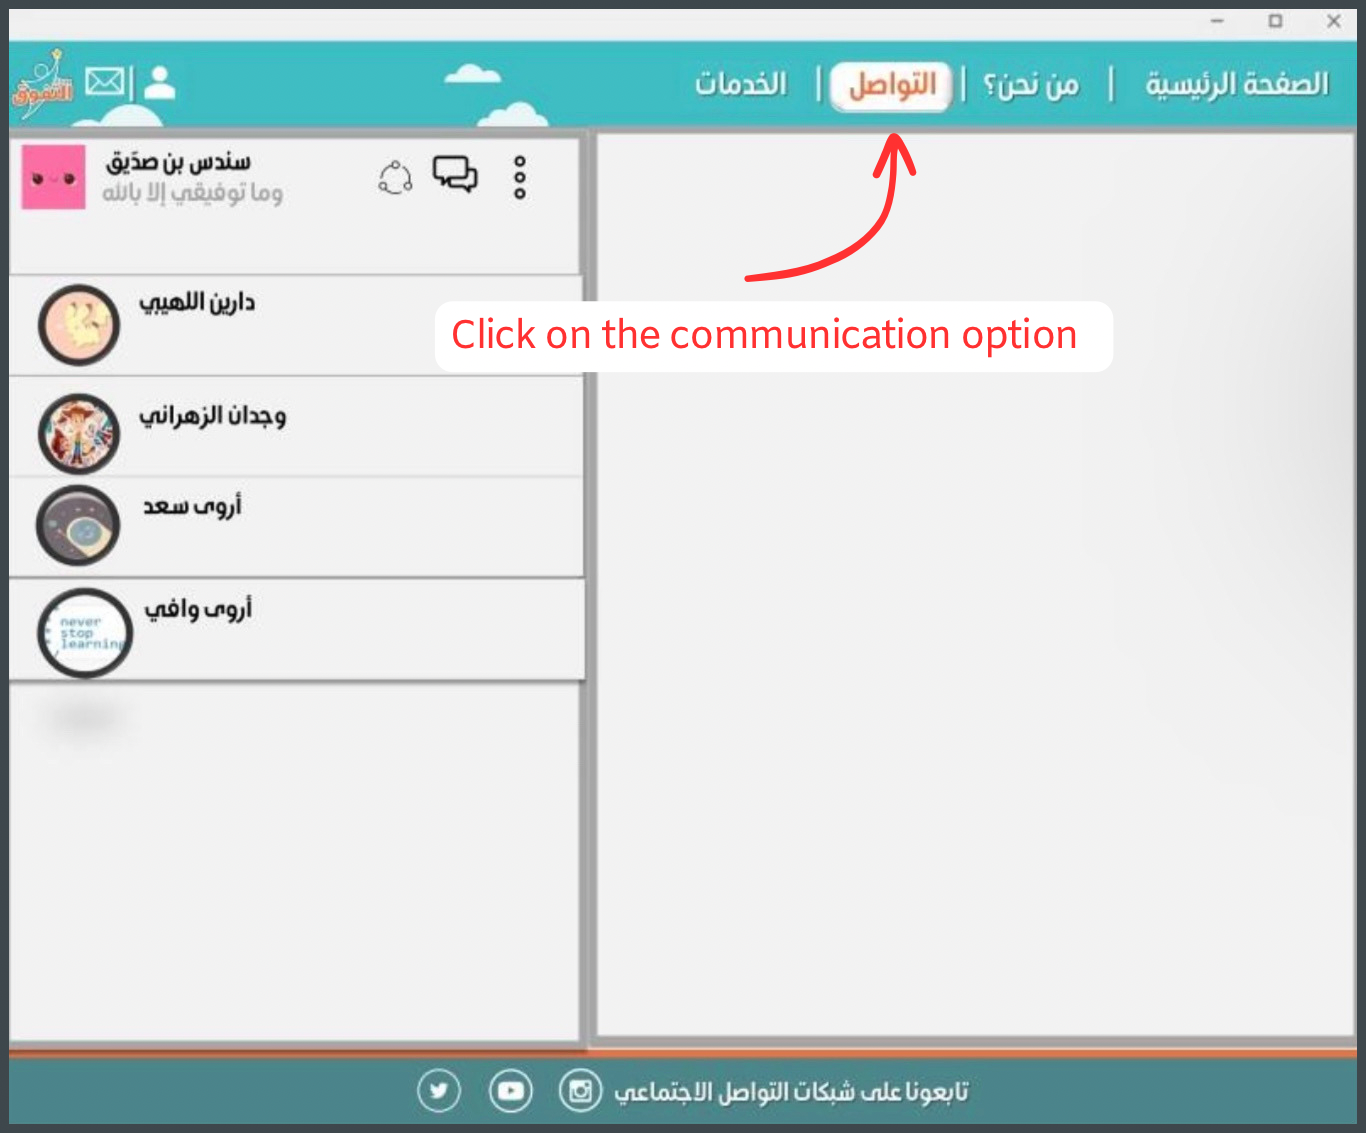 الصفحة الرئيسية | من نحن؟ | التواصل | الخدمات
التفوق
سندس بن صدّيق
وما توفيقي إلا بالله
دارين اللهيبي
Click on the communication option
وجدان الزهراني
أروى سعد
أروى وافي
never
stop
learning
تابعونا على شبكات التواصل الاجتماعي